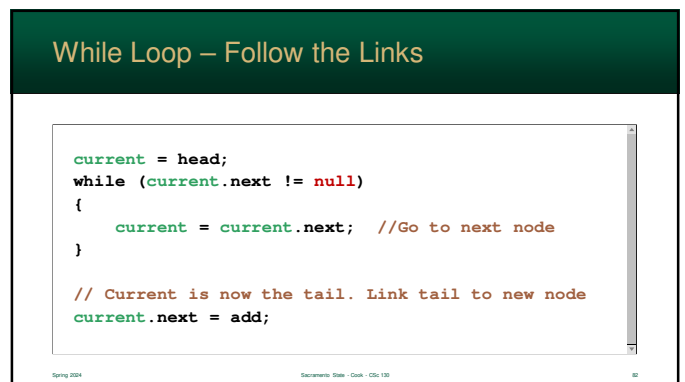 While Loop – Follow the Links
current = head;
while (current.next != null)
{
    current = current.next;  //Go to next node
}
// Current is now the tail. Link tail to new node
current.next = add;
Spring 2024
Sacramento State - Cook - CSc 130
82